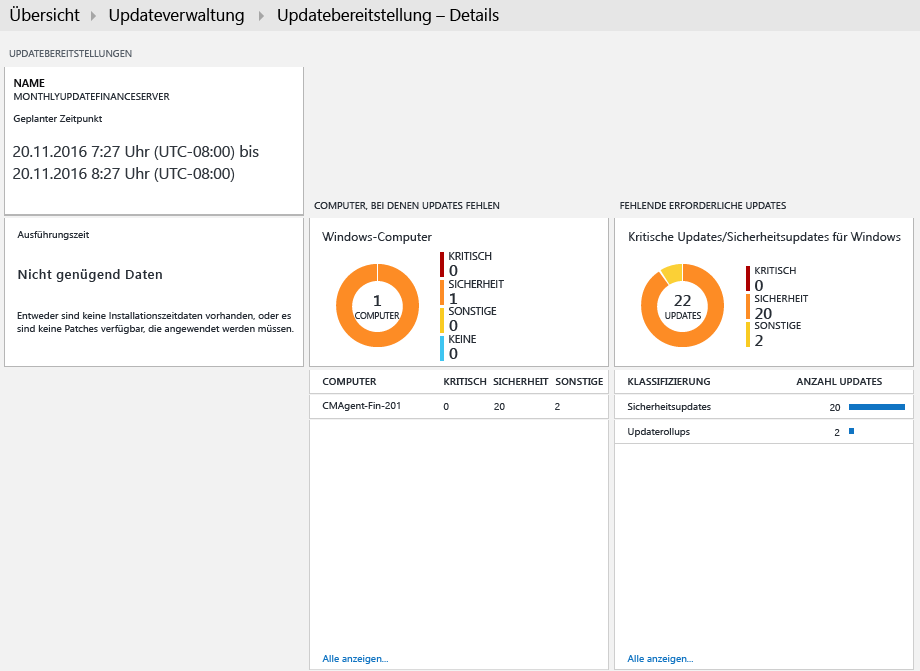 Übersicht Updateverwaltung Updatebereitstellung – Details
UPDATEBEREITSTELLUNGEN
NAME
MONTHLYUPDATEFINANCESERVER
Geplanter Zeitpunkt
20.11.2016 7:27 Uhr (UTC-08:00) bis
20.11.2016 8:27 Uhr (UTC-08:00)
Ausführungszeit
Nicht genügend Daten
Entweder sind keine Installationszeitdaten vorhanden, oder es
sind keine Patches verfügbar, die angewendet werden müssen.
COMPUTER, BEI DENEN UPDATES FEHLEN
Windows-Computer
1
COMPUTER
KRITISCH
0
SICHERHEIT
1
SONSTIGE
0
KEINE
0
COMPUTER KRITISCH SICHERHEIT SONSTIGE
CMAgent-Fin-201 0 20 2
Alle anzeigen...
FEHLENDE ERFORDERLICHE UPDATES
Kritische Updates/Sicherheitsupdates für Windows
22
UPDATES
KRITISCH
0
SICHERHEIT
20
SONSTIGE
2
KLASSIFIZIERUNG ANZAHL UPDATES
Sicherheitsupdates 20
Updaterollups 2
Alle anzeigen...